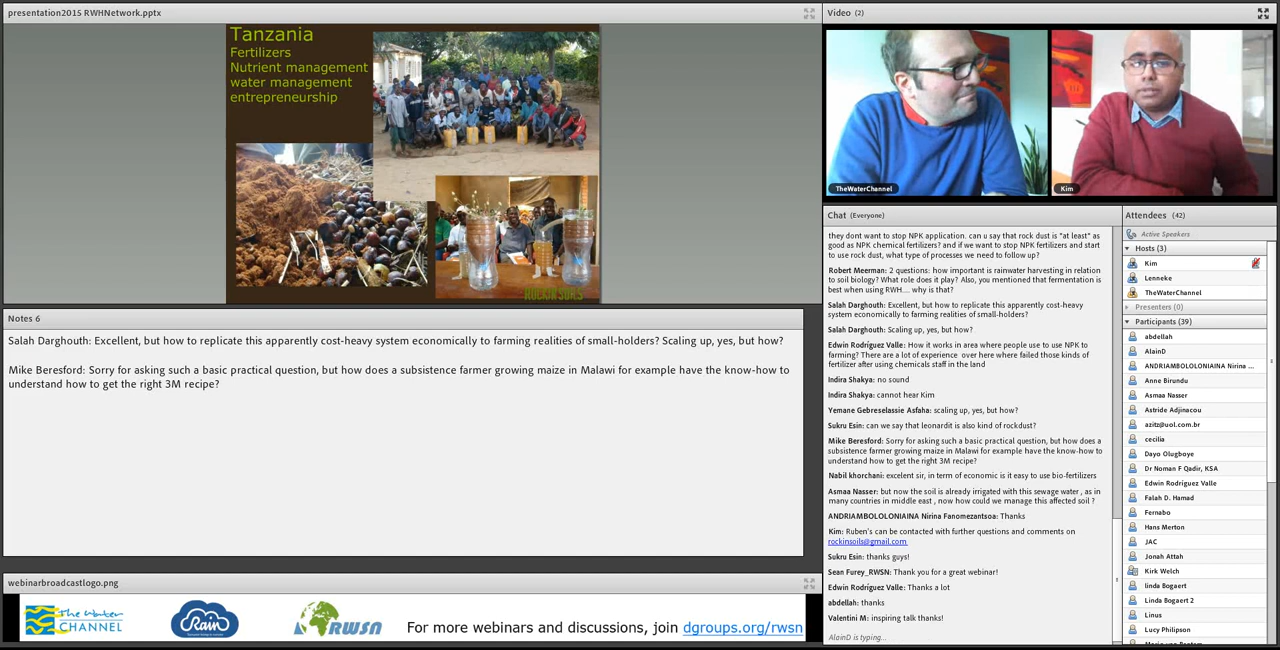 presentation2015 RWHNetwork.pptx
Tanzania
Fertilizers
Nutrient management
water management
entrepreneurship
ROCKIN SOILS
Notes 6
Salah Darghouth: Excellent, but how to replicate this apparently cost-heavy system economically to farming realities of small-holders? Scaling up, yes, but how?
Mike Beresford: Sorry for asking such a basic practical question, but how does a subsistence farmer growing maize in Malawi for example have the know-how to
understand how to get the right 3M recipe?
webinarbroadcastlogo.png
The Water
CHANNEL
Rain
RWSN
For more webinars and discussions, join dgroups.org/rwsn
Video (2)
TheWaterChannel
Kim
Chat (Everyone)
they dont want to stop NPK application. can u say that rock dust is "at least" as
good as NPK chemical fertilizers? and if we want to stop NPK fertilizers and start
to use rock dust, what type of processes we need to follow up?
Robert Meerman: 2 questions: how important is rainwater harvesting in relation
to soil biology? What role does it play? Also, you mentioned that fermentation is
best when using RWH.... why is that?
Salah Darghouth: Excellent, but how to replicate this apparently cost-heavy
system economically to farming realities of small-holders?
Salah Darghouth: Scaling up, yes, but how?
Edwin Rodríguez Valle: How it works in area where people use to use NPK to
farming? There are a lot of experience over here where failed those kinds of
fertilizer after using chemicals staff in the land
Indira Shakya: no sound
Indira Shakya: cannot hear Kim
Yemane Gebreselassie Asfaha: scaling up, yes, but how?
Sukru Esin: can we say that leonardit is also kind of rockdust?
Mike Beresford: Sorry for asking such a basic practical question, but how does a
subsistence farmer growing maize in Malawi for example have the know-how to
understand how to get the right 3M recipe?
Nabil khorchani: excelent sir, in term of economic is it easy to use bio-fertilizers
Asmaa Nasser: but now the soil is already irrigated with this sewage water , as in
many countries in middle east , now how could we manage this affected soil ?
ANDRIAMBOLOLONIAINA Nirina Fanomezantsoa: Thanks
Kim: Ruben's can be contacted with further questions and comments on
rockinsoils@gmail.com
Sukru Esin: thanks guys!
Sean Furey_RWSN: Thank you for a great webinar!
Edwin Rodríguez Valle: Thanks a lot
abdellah: thanks
Valentini M: inspiring talk thanks!
AlainD is typing...
Attendees (42)
Active Speakers
Hosts (3)
Kim
Lenneke
TheWaterChannel
Presenters (0)
Participants (39)
abdellah
AlainD
ANDRIAMBOLOLONIAINA Nirina ...
Anne Birundu
Asmaa Nasser
Astride Adjinacou
azitz@uol.com.br
cecilia
Dayo Olugboye
Dr Noman F Qadir, KSA
Edwin Rodríguez Valle
Falah D. Hamad
Fernabo
Hans Merton
JAC
Jonah Attah
Kirk Welch
linda Bogaert
Linda Bogaert 2
Linus
Lucy Philipson